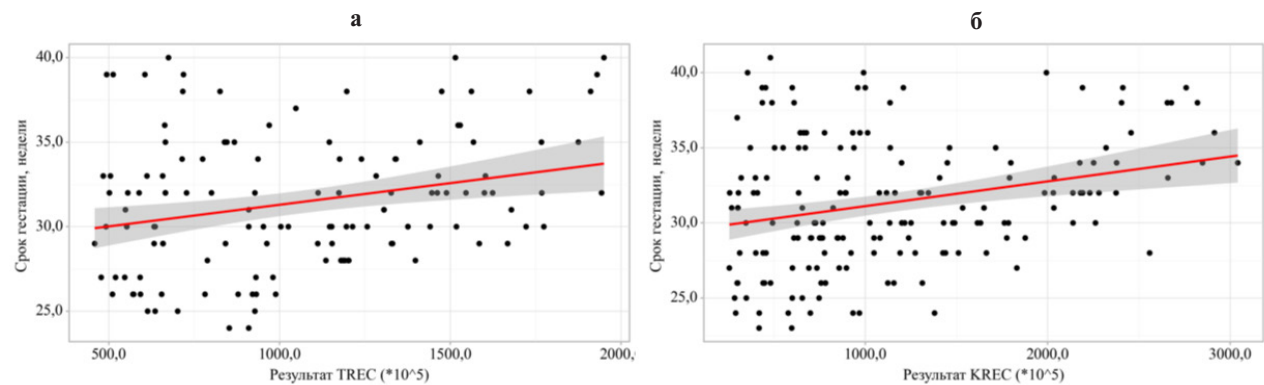 а
40,0
35,0
30,0
25,0
Срок гестации, недели
500,0
1000,0
1500,0
2000,
Результат TREC (*10^5)
б
40,0
35,0
30,0
25,0
Срок гестации, недели
1000,0
2000,0
3000,0
Результат KREC (*10^5)